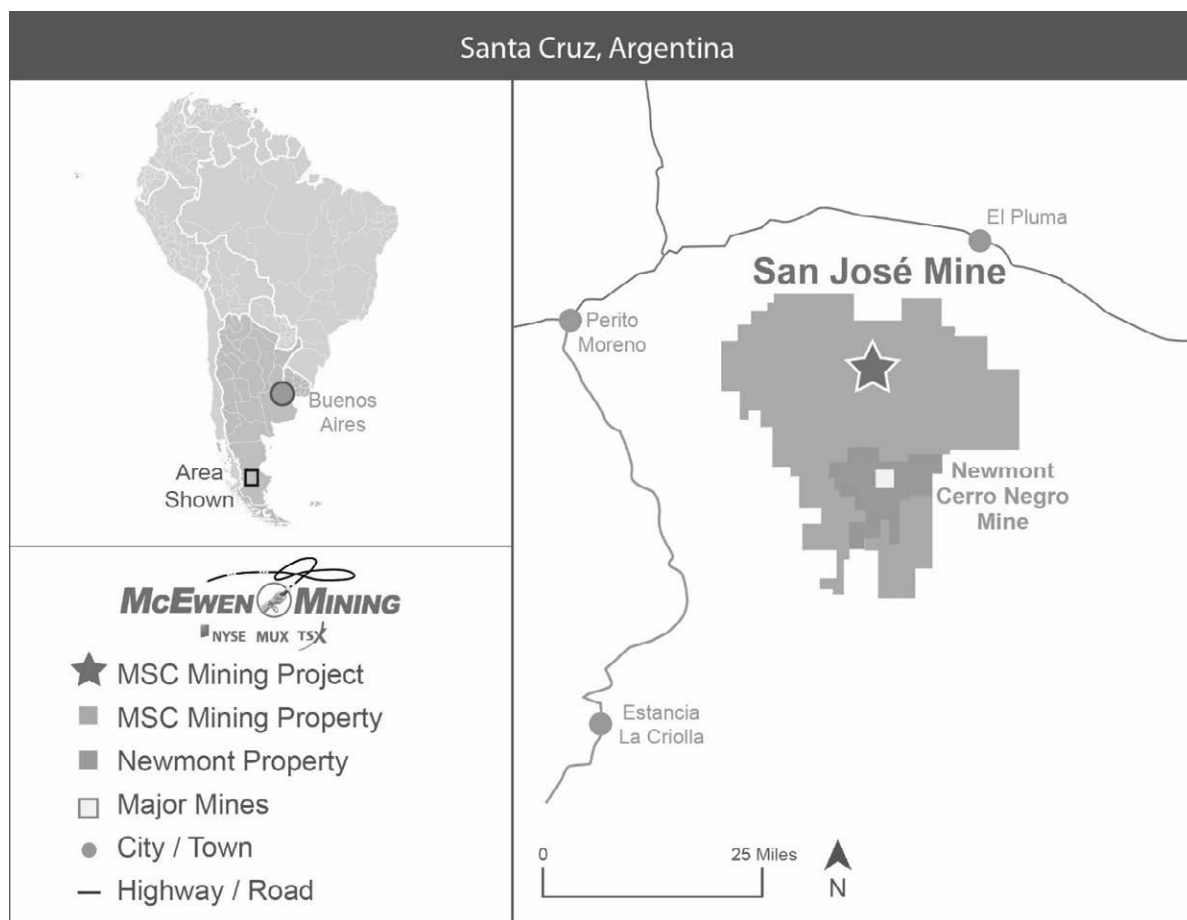 Santa Cruz, Argentina
Buenos
Aires
Area
Shown
McEwen Mining
NYSE MUX TSX
MSC Mining Project
MSC Mining Property
Newmont Property
Major Mines
City / Town
Highway / Road
El Pluma
San José Mine
Perito
Moreno
Newmont
Cerro Negro
Mine
Estancia
La Criolla
0 25 Miles
N